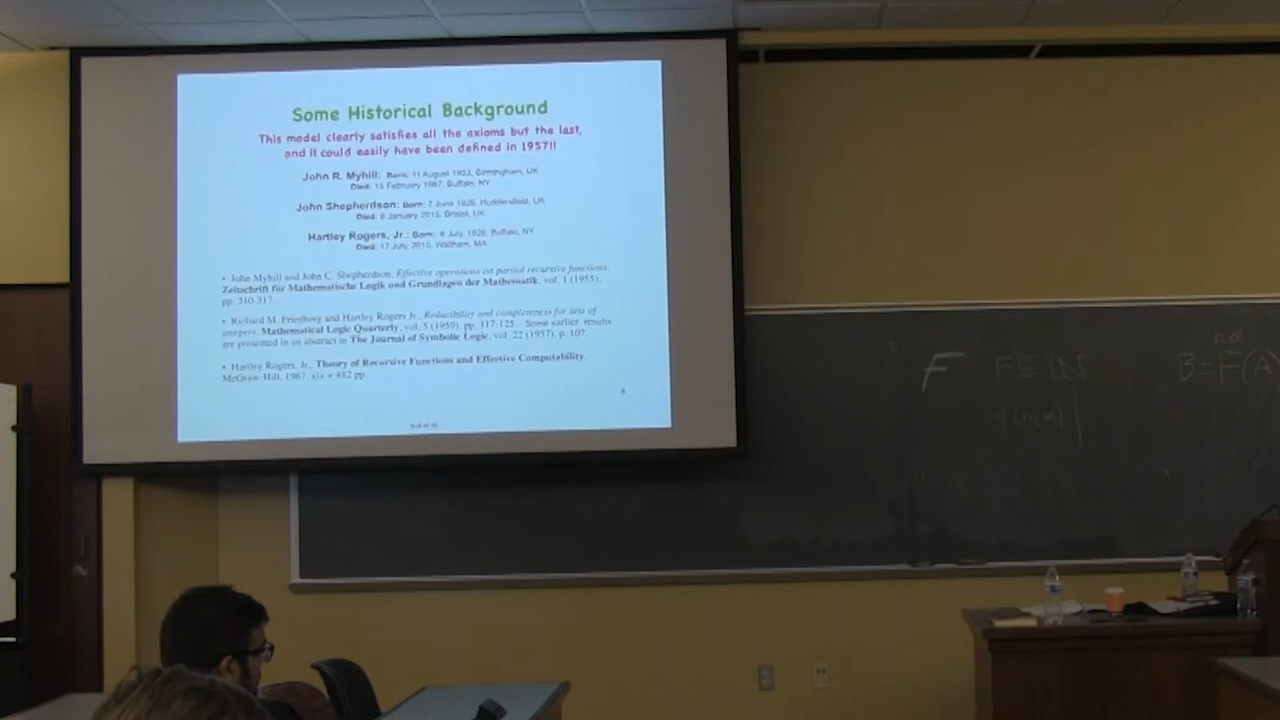 Some Historical Background
This model clearly satisfies all the axioms but the last,
and it could easily have been defined in 1957!!
John R. Myhill: Born: 11 August 1923, Birmingham, UK
Died: 15 February 1987, Buffalo, NY
John Shepherdson: Born: 7 June 1926, Huddersfield, UK
Died: 8 January 2015, Bristol, UK
Hartley Rogers, Jr.: Born: 6 July, 1926, Buffalo, NY
Died: 17 July, 2015, Waltham, MA
• John Myhill and John C. Shepherdson, Effective operations on partial recursive functions,
Zeitschrift für Mathematische Logik und Grundlagen der Mathematik, vol. 1 (1955),
pp. 310-317.
• Richard M. Friedberg and Hartley Rogers Jr., Reducibility and completeness for sets of
integers, Mathematical Logic Quarterly, vol. 5 (1959), pp. 117-125. Some earlier results
are presented in an abstract in The Journal of Symbolic Logic, vol. 22 (1957), p. 107.
• Hartley Rogers, Jr., Theory of Recursive Functions and Effective Computability,
McGraw-Hill, 1967, xix + 482 pp.
6
F
B=F(A)
f(n,m)